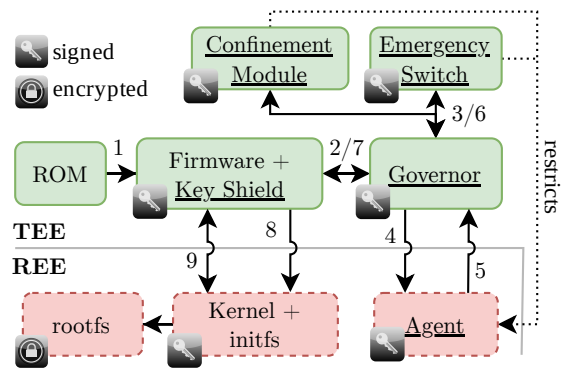 signed
encrypted
Confinement
Module
Emergency
Switch
3/6
1
2/7
ROM
Firmware +
Key Shield
Governor
restricts
TEE
REE
9
8
4
5
rootfs
Kernel +
initfs
Agent